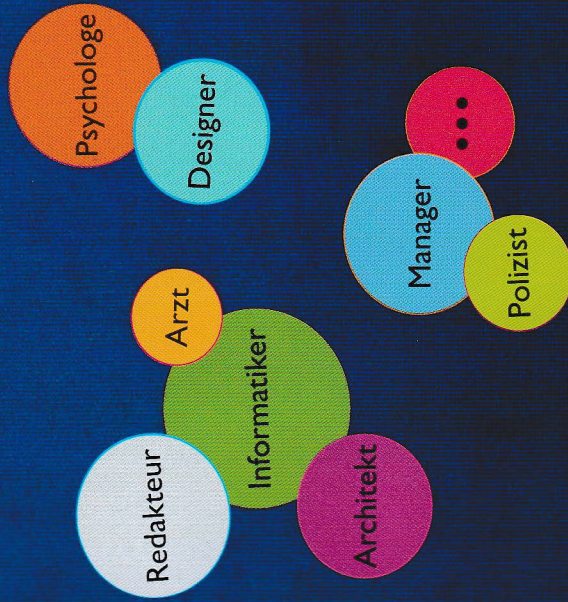 Redakteur
Arzt
Psychologe
Informatiker
Designer
Architekt
Manager
Polizist
...